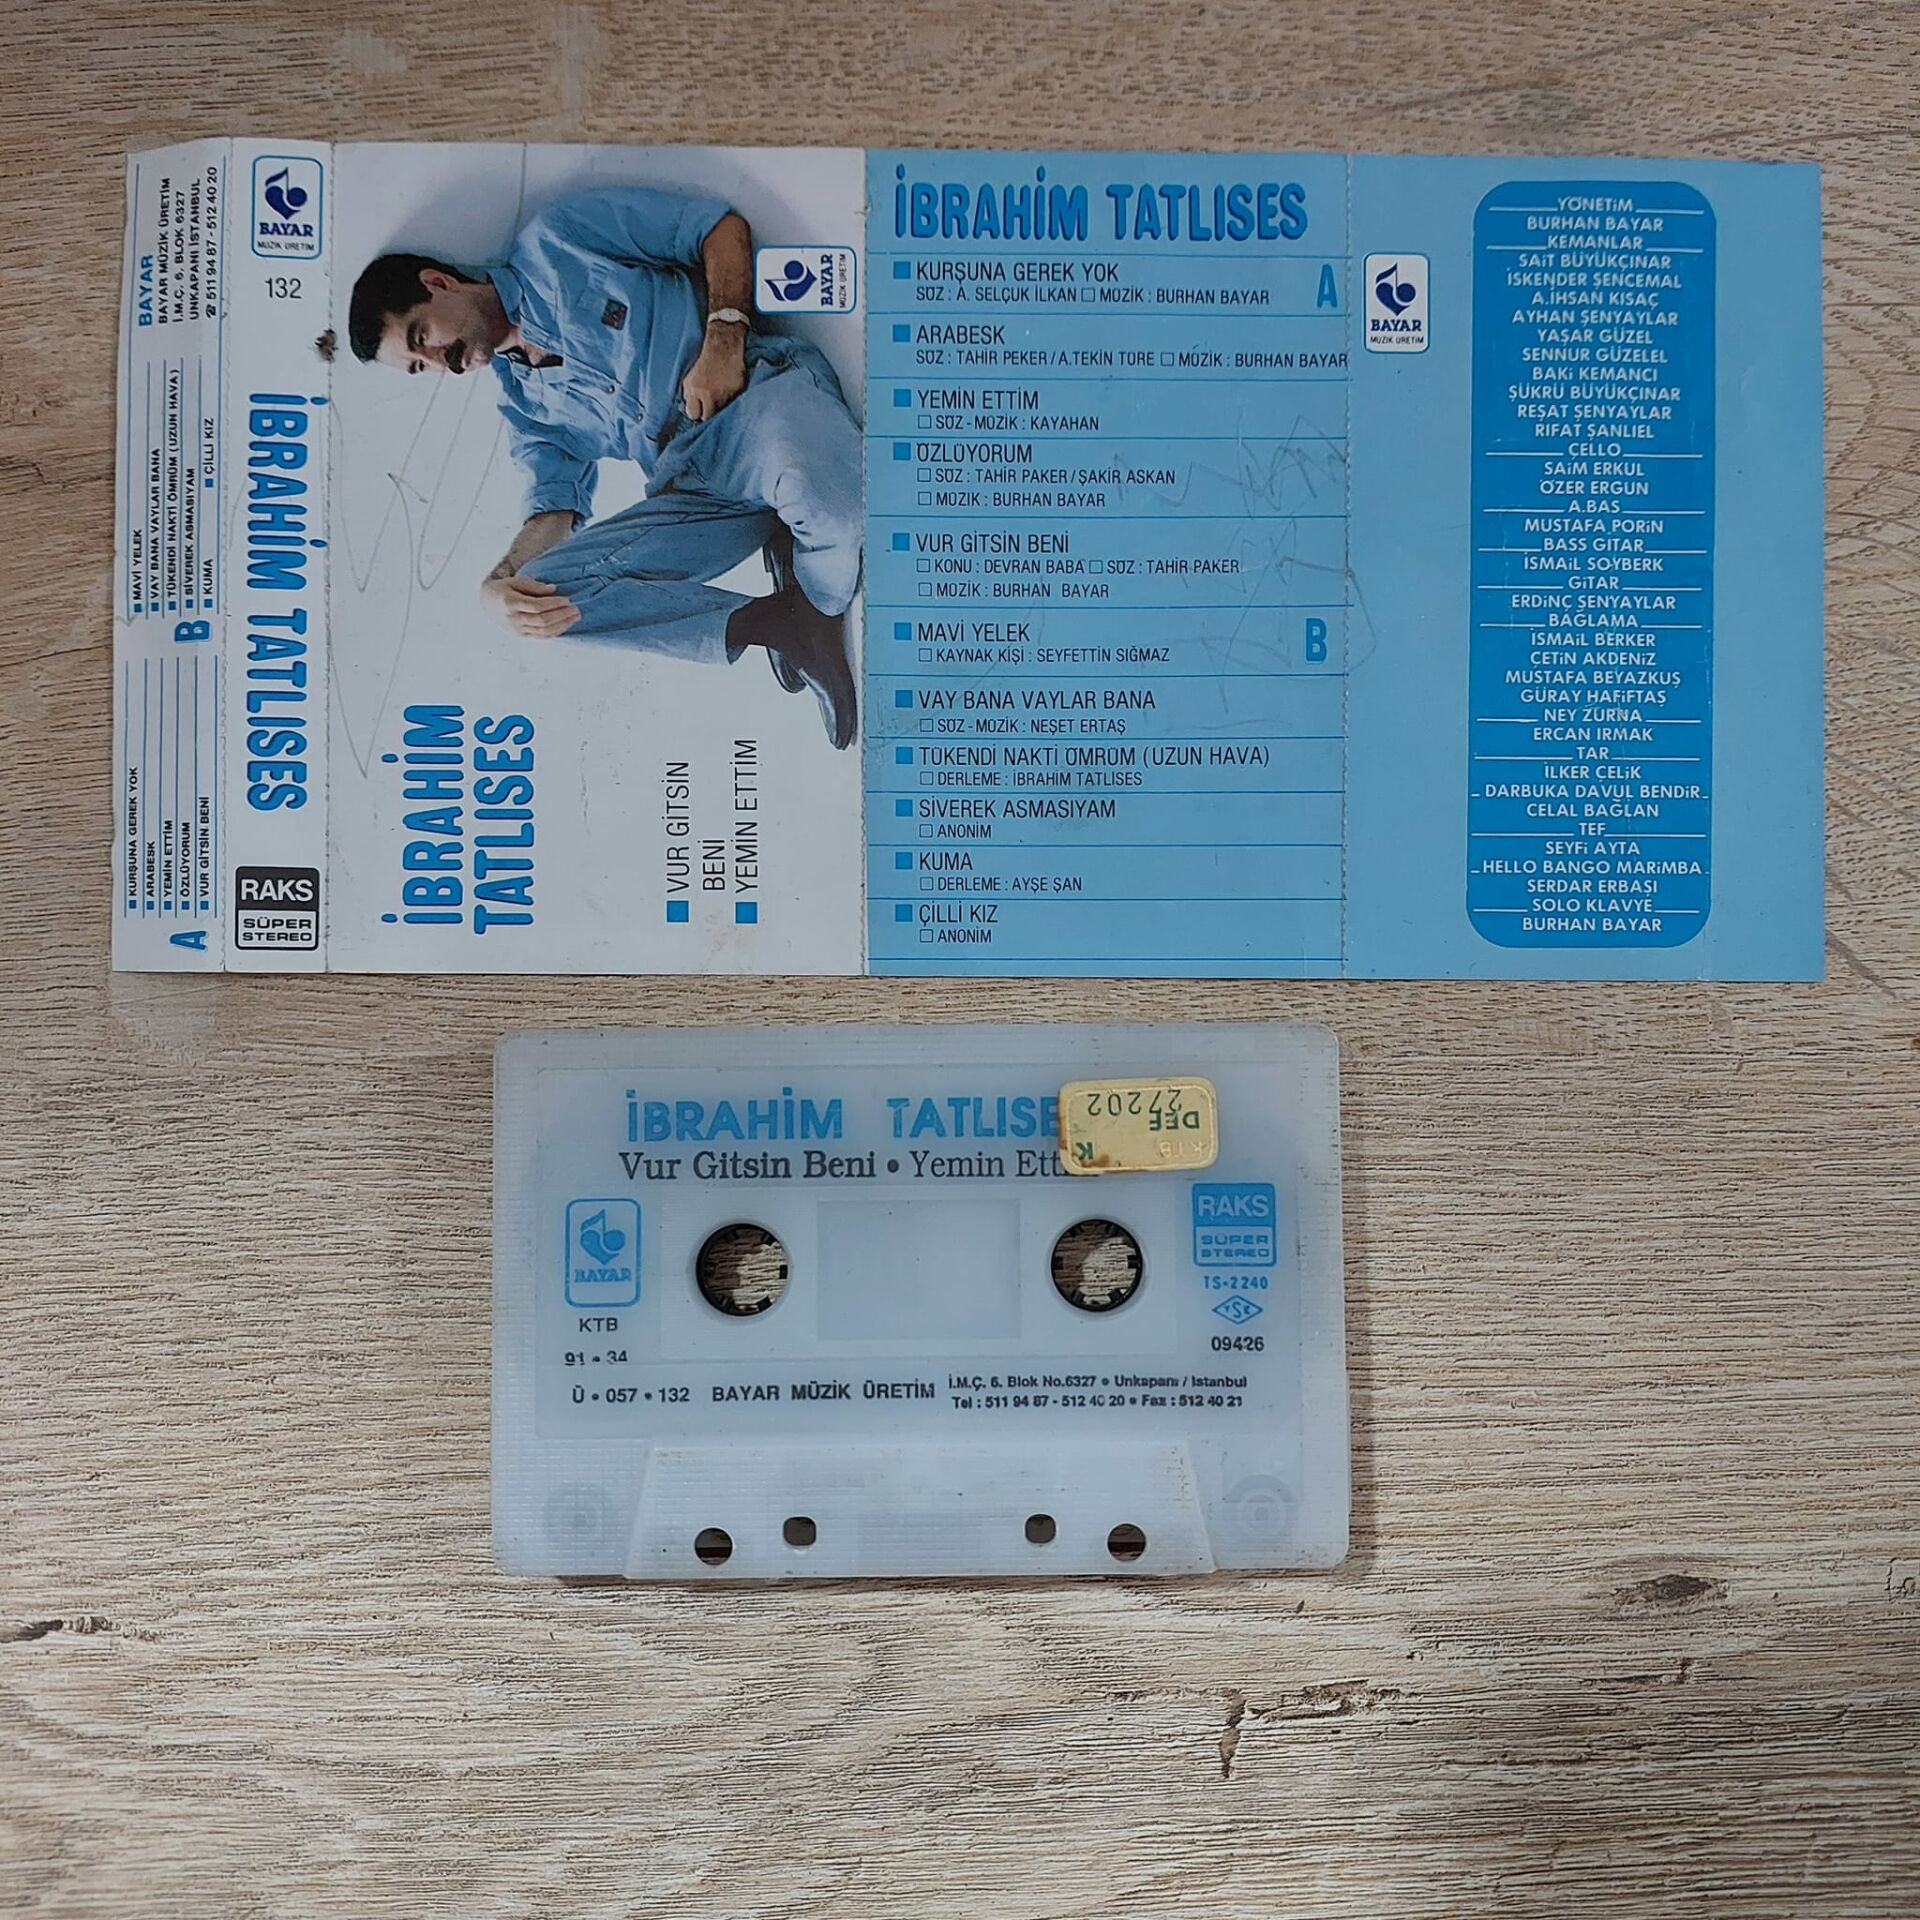 BAYAR
BAYAR MÜZİK ÜRETİM
İ.M.Ç. 6. BLOK 6327
UNKAPANI İSTANBUL
☎ 511 94 87 - 512 40 20
■ MAVİ YELEK
■ VAY BANA VAYLAR BANA
■ TÜKENDİ NAKTİ ÖMRÜM (UZUN HAVA)
■ SİVEREK ASMASIYAM
■ KUMA ■ ÇİLLİ KIZ
B
■ KURŞUNA GEREK YOK
■ ARABESK
■ YEMİN ETTİM
■ ÖZLÜYORUM
■ VUR GİTSİN BENİ
A
BAYAR
MÜZİK ÜRETİM
132
İBRAHİM TATLISES
RAKS
SÜPER
STEREO
BAYAR
MÜZİK ÜRETİM
İBRAHİM
TATLISES
■ VUR GİTSİN
BENİ
■ YEMİN ETTİM
İBRAHİM TATLISES
■ KURŞUNA GEREK YOK
SÖZ : A. SELÇUK İLKAN □ MÜZİK : BURHAN BAYAR
A
■ ARABESK
SÖZ : TAHİR PEKER / A.TEKİN TÜRE □ MÜZİK : BURHAN BAYAR
■ YEMİN ETTİM
□ SÖZ - MÜZİK : KAYAHAN
■ ÖZLÜYORUM
□ SÖZ : TAHİR PAKER / ŞAKİR ASKAN
□ MÜZİK : BURHAN BAYAR
■ VUR GİTSİN BENİ
□ KONU : DEVRAN BABA □ SÖZ : TAHİR PAKER
□ MÜZİK : BURHAN BAYAR
■ MAVİ YELEK
□ KAYNAK KİŞİ : SEYFETTİN SIĞMAZ
B
■ VAY BANA VAYLAR BANA
□ SÖZ - MÜZİK : NEŞET ERTAŞ
■ TÜKENDİ NAKTİ ÖMRÜM (UZUN HAVA)
□ DERLEME : İBRAHİM TATLISES
■ SİVEREK ASMASIYAM
□ ANONİM
■ KUMA
□ DERLEME : AYŞE ŞAN
■ ÇİLLİ KIZ
□ ANONİM
BAYAR
MÜZİK ÜRETİM
YÖNETİM
BURHAN BAYAR
KEMANLAR
SAİT BÜYÜKÇINAR
İSKENDER ŞENCEMAL
A.İHSAN KISAÇ
AYHAN ŞENYAYLAR
YAŞAR GÜZEL
SENNUR GÜZELEL
BAKİ KEMANCI
ŞÜKRÜ BÜYÜKÇINAR
REŞAT ŞENYAYLAR
RIFAT ŞANLIEL
ÇELLO
SAİM ERKUL
ÖZER ERGUN
A.BAS
MUSTAFA PORİN
BASS GITAR
İSMAİL SOYBERK
GİTAR
ERDİNÇ ŞENYAYLAR
BAĞLAMA
İSMAİL BERKER
ÇETİN AKDENİZ
MUSTAFA BEYAZKUŞ
GÜRAY HAFİFTAŞ
NEY ZURNA
ERCAN IRMAK
TAR
İLKER ÇELİK
DARBUKA DAVUL BENDİR
CELAL BAĞLAN
TEF
SEYFİ AYTA
HELLO BANGO MARİMBA
SERDAR ERBAŞI
SOLO KLAVYE
BURHAN BAYAR
İBRAHİM TATLISE
Vur Gitsin Beni • Yemin Ett
27202
DEF
KTB K
BAYAR
KTB
91 • 34
RAKS
SÜPER
STEREO
TS-2240
TSE
09426
Ü • 057 • 132 BAYAR MÜZİK ÜRETİM
İ.M.Ç. 6. Blok No.6327 • Unkapanı / İstanbul
Tel : 511 94 87 - 512 40 20 • Fax : 512 40 21